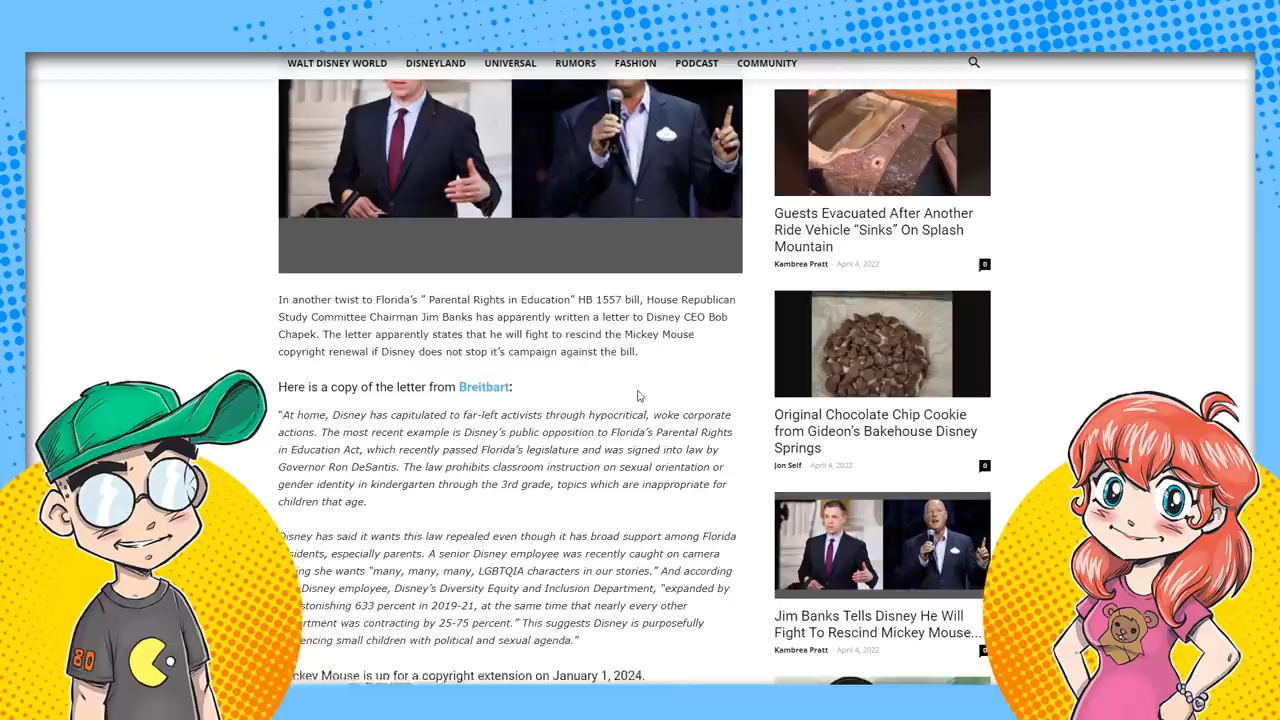 WALT DISNEY WORLD DISNEYLAND UNIVERSAL RUMORS FASHION PODCAST COMMUNITY
In another twist to Florida's " Parental Rights in Education" HB 1557 bill, House Republican
Study Committee Chairman Jim Banks has apparently written a letter to Disney CEO Bob
Chapek. The letter apparently states that he will fight to rescind the Mickey Mouse
copyright renewal if Disney does not stop it's campaign against the bill.
Here is a copy of the letter from Breitbart:
"At home, Disney has capitulated to far-left activists through hypocritical, woke corporate
actions. The most recent example is Disney's public opposition to Florida's Parental Rights
in Education Act, which recently passed Florida's legislature and was signed into law by
Governor Ron DeSantis. The law prohibits classroom instruction on sexual orientation or
gender identity in kindergarten through the 3rd grade, topics which are inappropriate for
children that age.
Disney has said it wants this law repealed even though it has broad support among Florida
idents, especially parents. A senior Disney employee was recently caught on camera
ing she wants "many, many, many, LGBTQIA characters in our stories." And according
Disney employee, Disney's Diversity Equity and Inclusion Department, "expanded by
tonishing 633 percent in 2019-21, at the same time that nearly every other
artment was contracting by 25-75 percent." This suggests Disney is purposefully
encing small children with political and sexual agenda."
ckey Mouse is up for a copyright extension on January 1, 2024.
Guests Evacuated After Another
Ride Vehicle "Sinks" On Splash
Mountain
Kambrea Pratt - April 4, 2022
0
Original Chocolate Chip Cookie
from Gideon's Bakehouse Disney
Springs
Jon Self - April 4, 2022
0
Jim Banks Tells Disney He Will
Fight To Rescind Mickey Mouse...
Kambrea Pratt - April 4, 2022
0
80